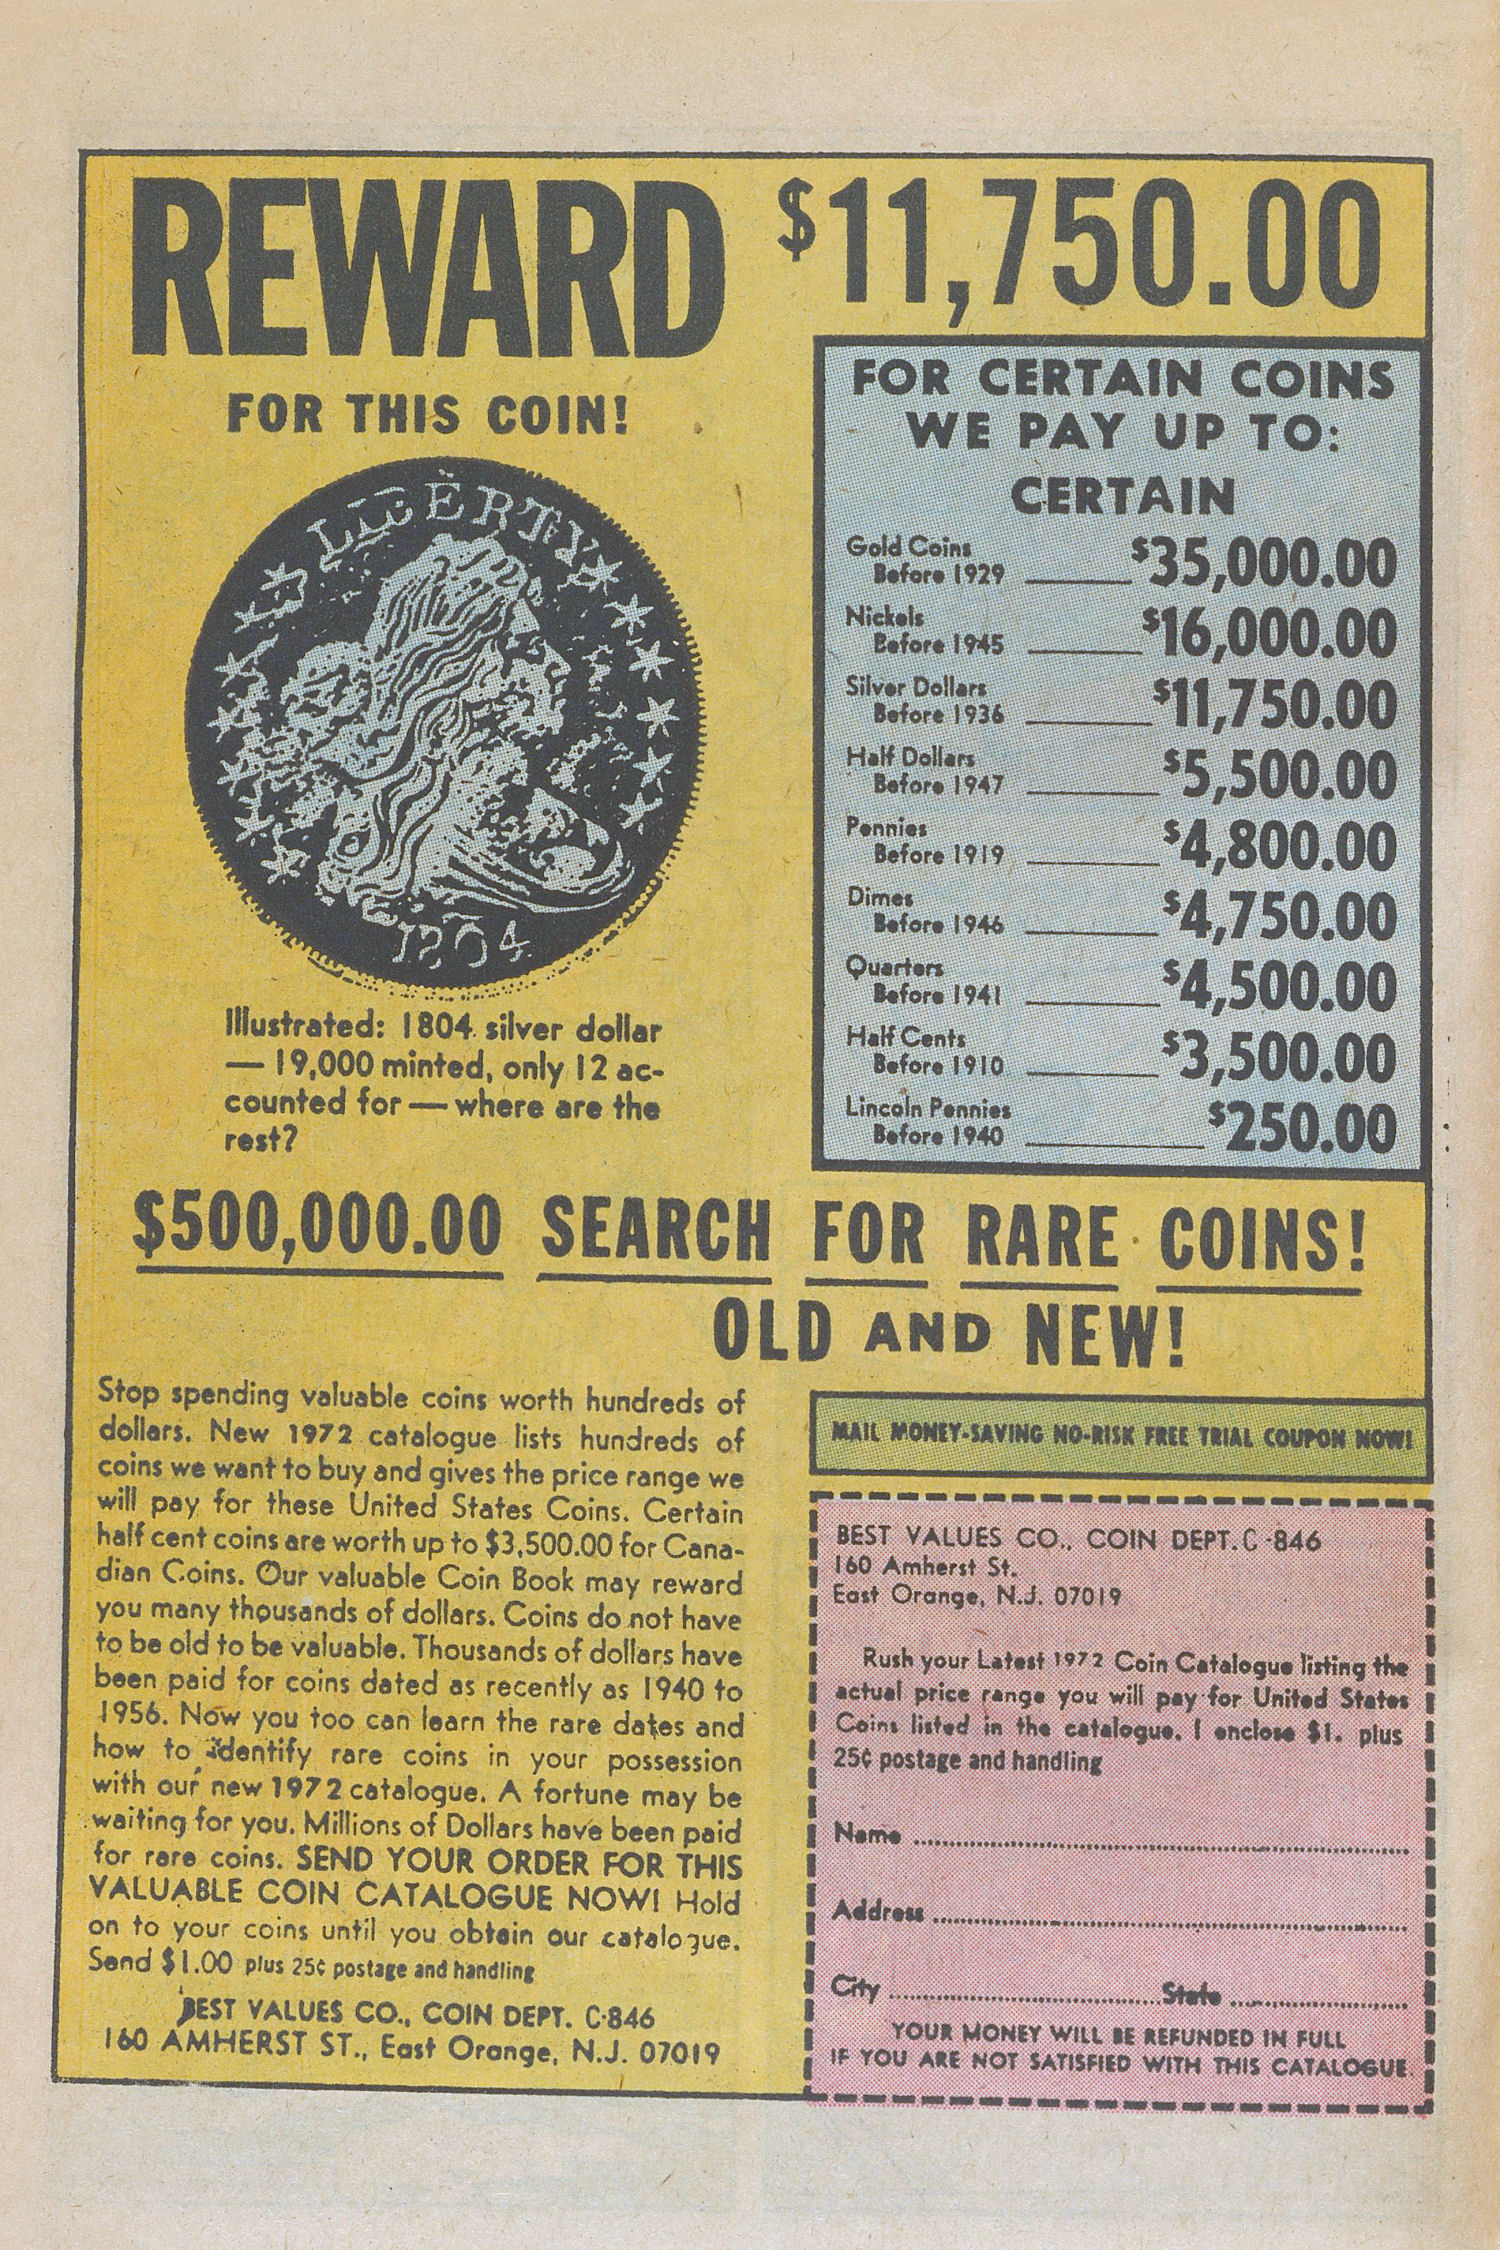 REWARD $11,750.00
FOR THIS COIN!
LIBERTY
1804
Illustrated: 1804 silver dollar
— 19,000 minted, only 12 ac-
counted for — where are the
rest?
FOR CERTAIN COINS
WE PAY UP TO:
CERTAIN
Gold Coins
Before 1929 $35,000.00
Nickels
Before 1945 $16,000.00
Silver Dollars
Before 1936 $11,750.00
Half Dollars
Before 1947 $5,500.00
Pennies
Before 1919 $4,800.00
Dimes
Before 1946 $4,750.00
Quarters
Before 1941 $4,500.00
Half Cents
Before 1910 $3,500.00
Lincoln Pennies
Before 1940 $250.00
$500,000.00 SEARCH FOR RARE COINS!
OLD AND NEW!
Stop spending valuable coins worth hundreds of
dollars. New 1972 catalogue lists hundreds of
coins we want to buy and gives the price range we
will pay for these United States Coins. Certain
half cent coins are worth up to $3,500.00 for Cana-
dian Coins. Our valuable Coin Book may reward
you many thousands of dollars. Coins do not have
to be old to be valuable. Thousands of dollars have
been paid for coins dated as recently as 1940 to
1956. Now you too can learn the rare dates and
how to identify rare coins in your possession
with our new 1972 catalogue. A fortune may be
waiting for you. Millions of Dollars have been paid
for rare coins. SEND YOUR ORDER FOR THIS
VALUABLE COIN CATALOGUE NOW! Hold
on to your coins until you obtain our catalogue.
Send $1.00 plus 25¢ postage and handling
BEST VALUES CO., COIN DEPT. C-846
160 AMHERST ST., East Orange, N.J. 07019
MAIL MONEY-SAVING NO-RISK FREE TRIAL COUPON NOW!
BEST VALUES CO., COIN DEPT. C-846
160 Amherst St.
East Orange, N.J. 07019
Rush your Latest 1972 Coin Catalogue listing the
actual price range you will pay for United States
Coins listed in the catalogue. I enclose $1. plus
25¢ postage and handling
Name
Address
City State
YOUR MONEY WILL BE REFUNDED IN FULL
IF YOU ARE NOT SATISFIED WITH THIS CATALOGUE.